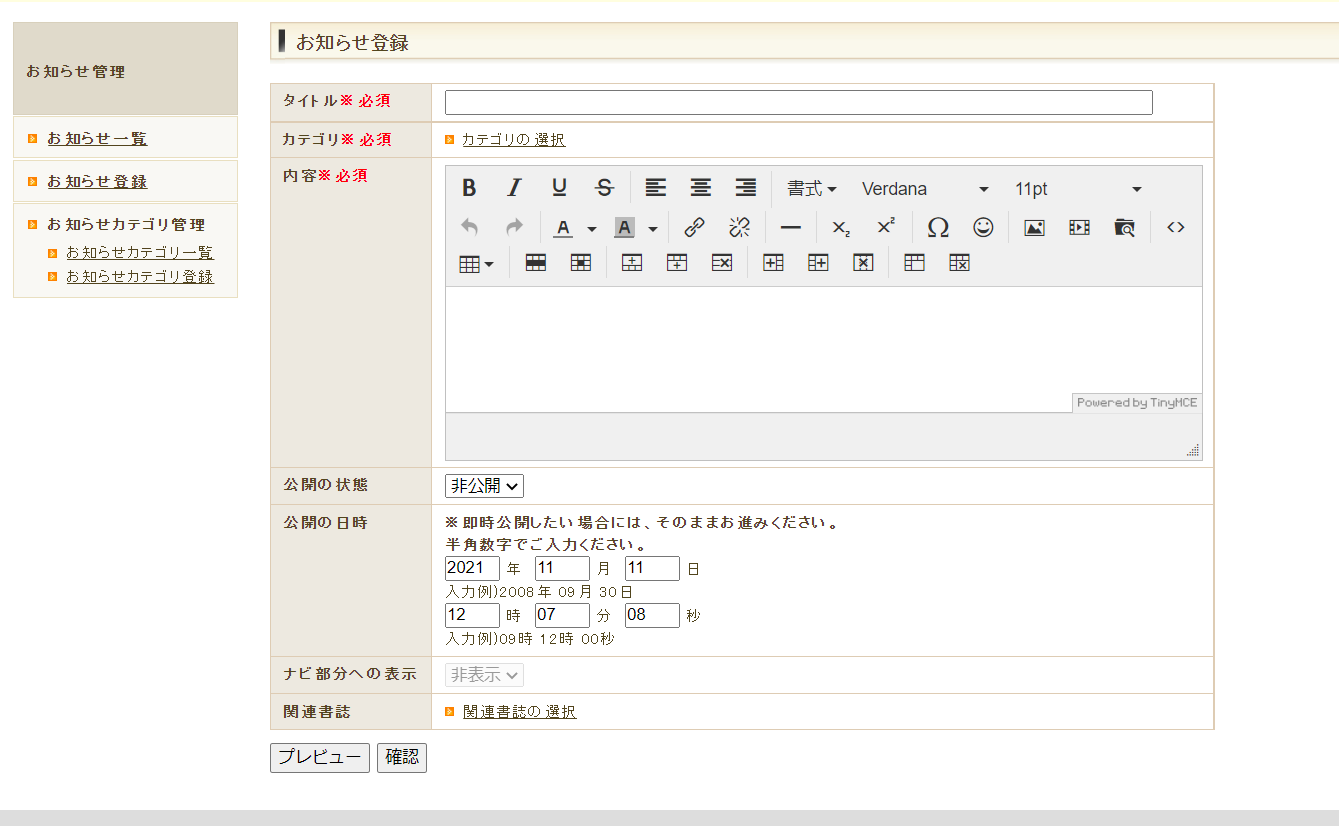 お知らせ管理
お知らせ一覧
お知らせ登録
お知らせカテゴリ管理
お知らせカテゴリ一覧
お知らせカテゴリ登録
お知らせ登録
タイトル※必須
カテゴリ※必須
カテゴリの選択
内容※必須
B I U S 書式 Verdana 11pt
A A x₂ x² Ω <>
Powered by TinyMCE
公開の状態
非公開
公開の日時
※即時公開したい場合には、そのままお進みください。
半角数字でご入力ください。
2021 年 11 月 11 日
入力例)2008年 09月 30日
12 時 07 分 08 秒
入力例)09時 12時 00秒
ナビ部分への表示
非表示
関連書誌
関連書誌の選択
プレビュー 確認